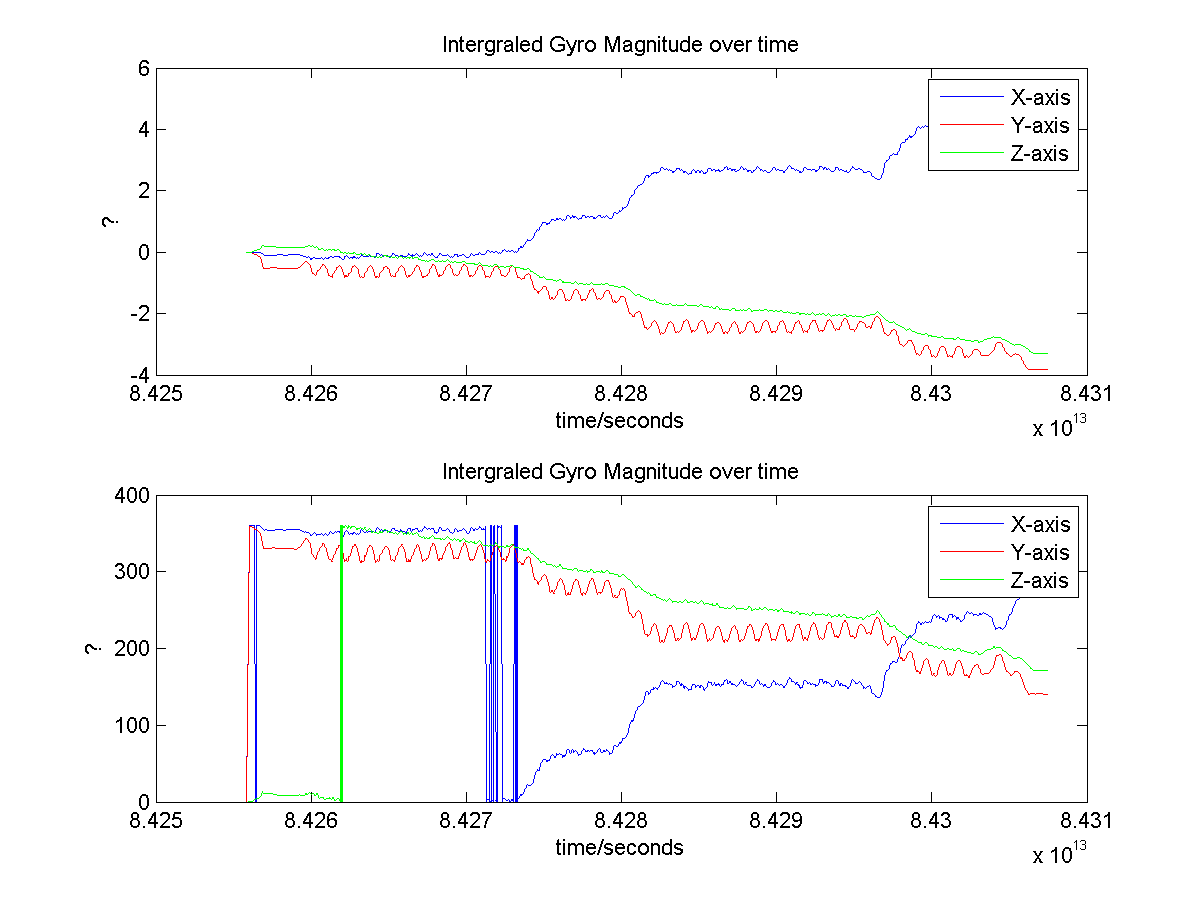 Intergraled Gyro Magnitude over time
6
4
2
0
-2
-4
?
X-axis
Y-axis
Z-axis
8.425 8.426 8.427 8.428 8.429 8.43 8.431
time/seconds
x 10^13
Intergraled Gyro Magnitude over time
400
300
200
100
0
?
X-axis
Y-axis
Z-axis
8.425 8.426 8.427 8.428 8.429 8.43 8.431
time/seconds
x 10^13